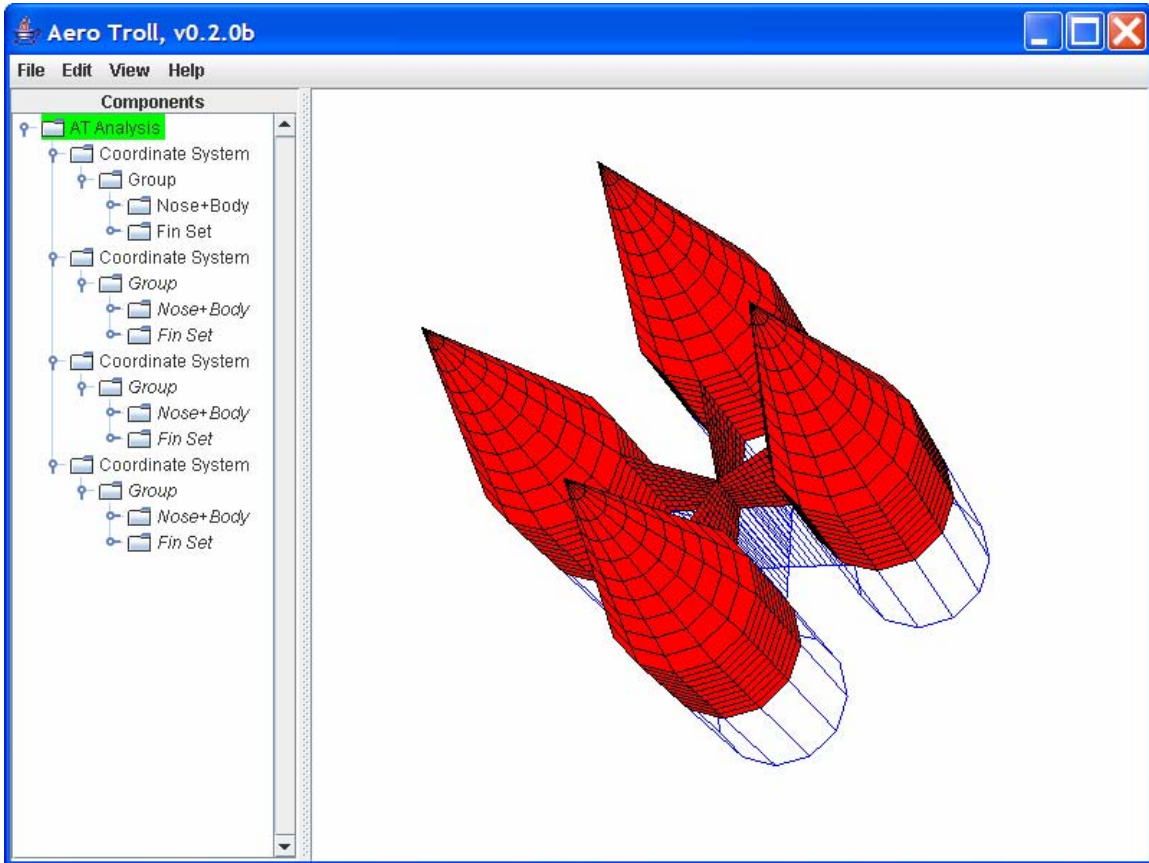 Aero Troll, v0.2.0b
File Edit View Help
Components
AT Analysis
Coordinate System
Group
Nose+Body
Fin Set
Coordinate System
Group
Nose+Body
Fin Set
Coordinate System
Group
Nose+Body
Fin Set
Coordinate System
Group
Nose+Body
Fin Set